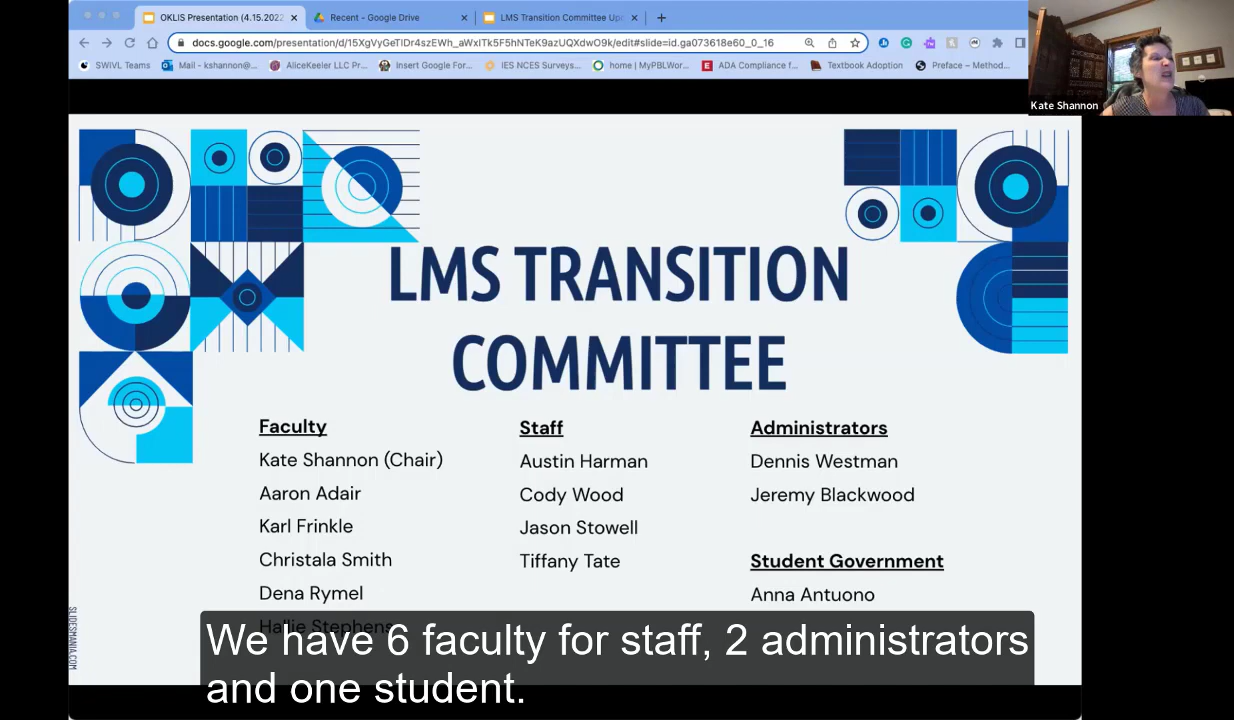 OKLIS Presentation (4.15.2022
Recent - Google Drive
LMS Transition Committee Up
docs.google.com/presentation/d/15XgVyGeTlDr4szEWh_aWxITk5F5hNTeK9azUQXdwO9k/edit#slide=id.ga073618e60_0_16
SWIVL Teams
Mail - kshannon@...
AliceKeeler LLC Pr...
Insert Google For...
IES NCES Surveys...
home | MyPBLWor...
ADA Compliance f...
Textbook Adoption
Preface – Method...
Kate Shannon
LMS TRANSITION
COMMITTEE
Faculty
Kate Shannon (Chair)
Aaron Adair
Karl Frinkle
Christala Smith
Dena Rymel
Hallie Stephens
Staff
Austin Harman
Cody Wood
Jason Stowell
Tiffany Tate
Administrators
Dennis Westman
Jeremy Blackwood
Student Government
Anna Antuono
SLIDESMANIA.COM
We have 6 faculty for staff, 2 administrators
and one student.